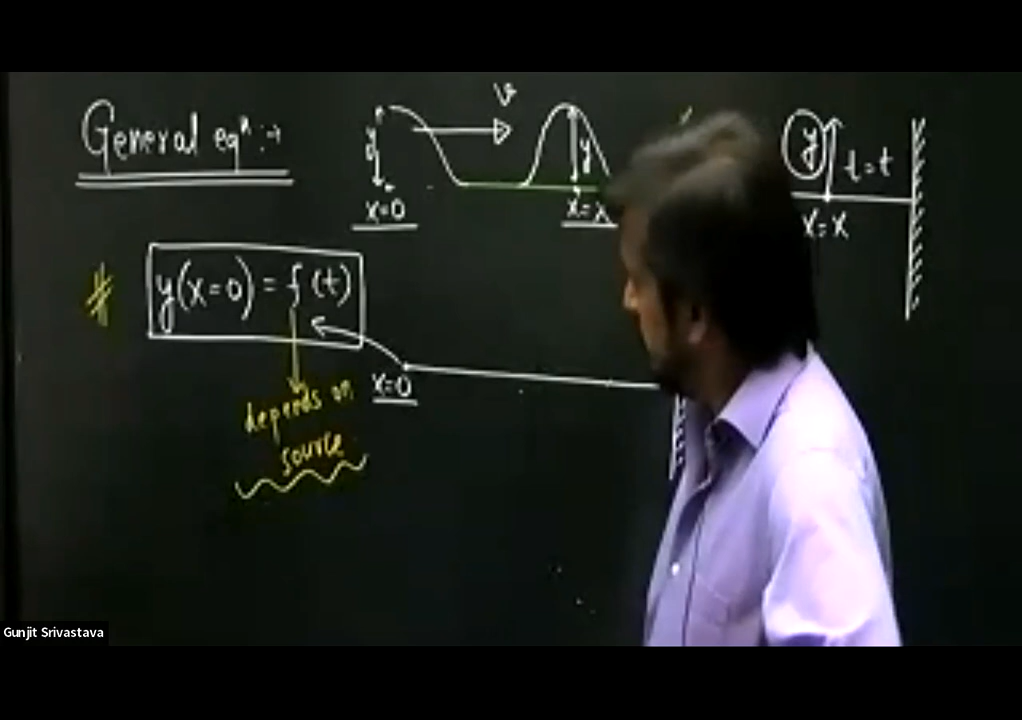 General eqⁿ :→
v
y
y
x=0
x=x
y
t=t
x=x
y(x=0) = f(t)
x=0
depends on
source
Gunjit Srivastava